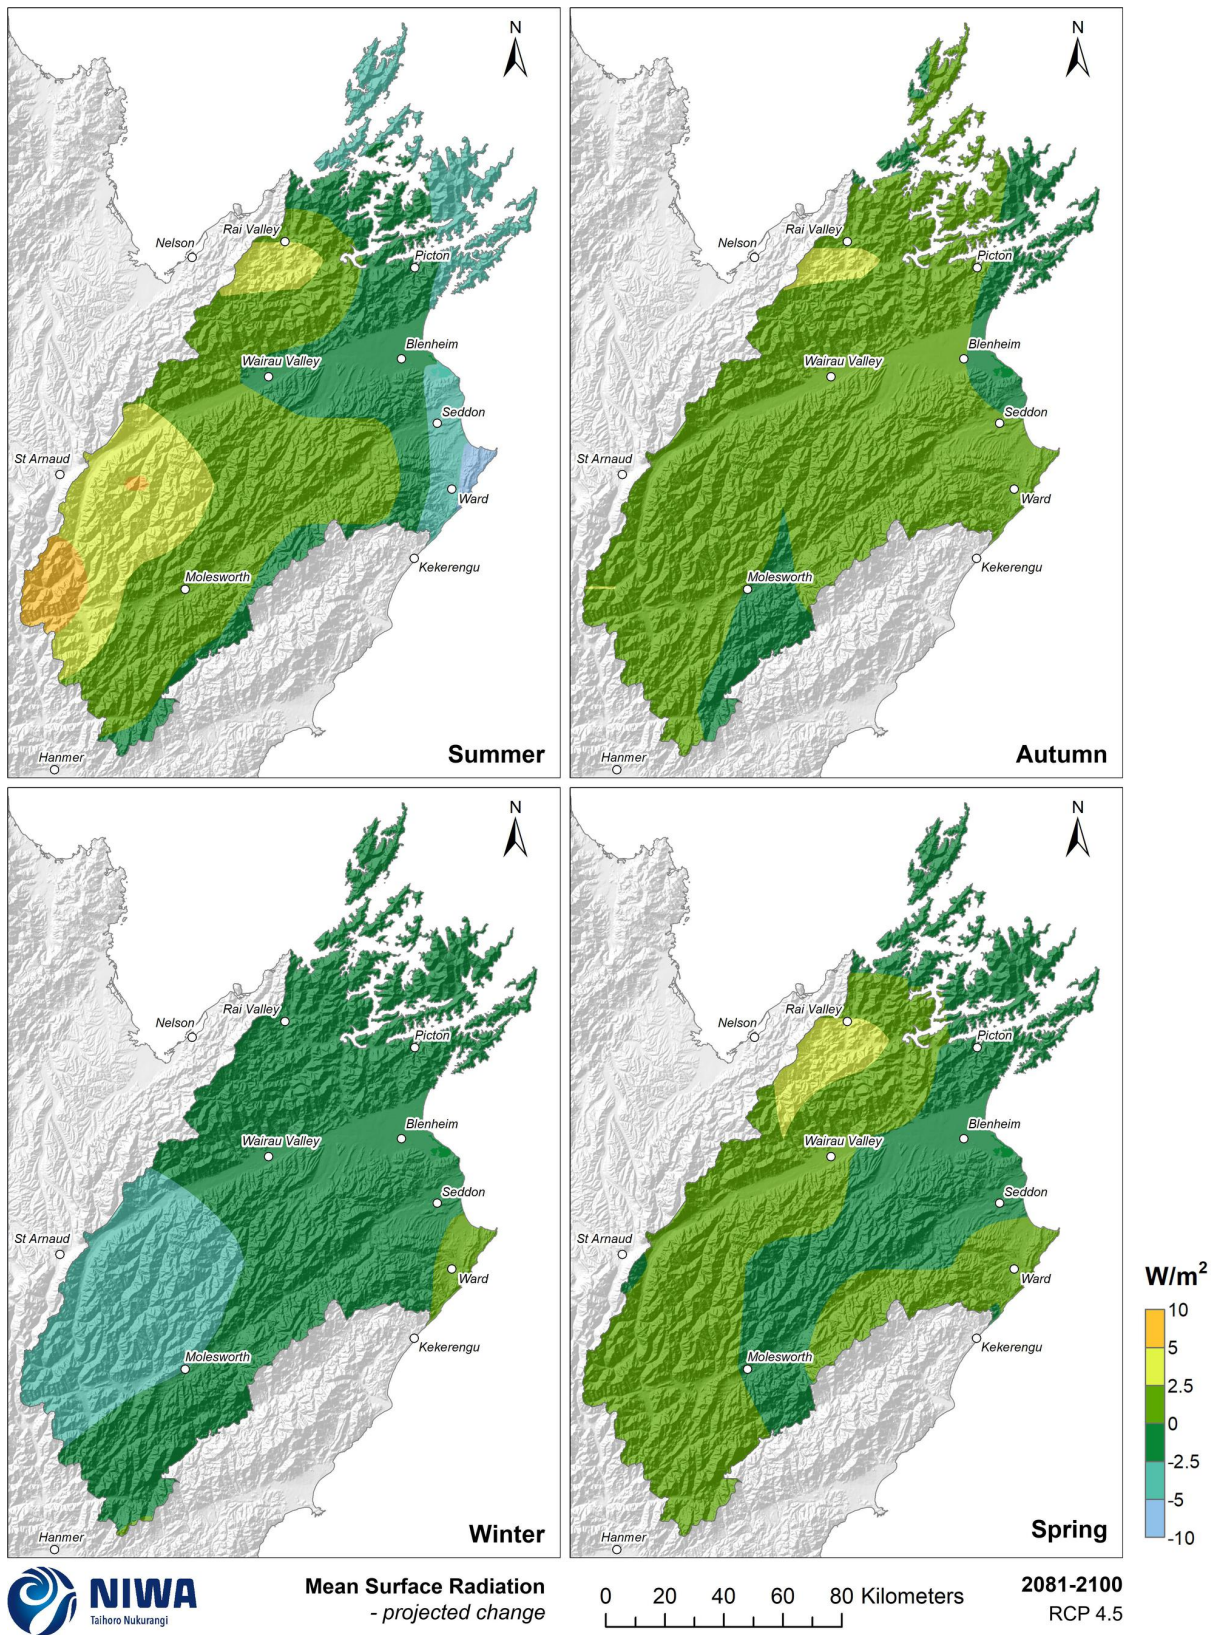 N
Nelson
Rai Valley
Picton
Wairau Valley
Blenheim
Seddon
St Arnaud
Ward
Kekerengu
Molesworth
Hanmer
Summer
N
Nelson
Rai Valley
Picton
Wairau Valley
Blenheim
Seddon
St Arnaud
Ward
Kekerengu
Molesworth
Hanmer
Autumn
N
Nelson
Rai Valley
Picton
Wairau Valley
Blenheim
Seddon
St Arnaud
Ward
Kekerengu
Molesworth
Hanmer
Winter
N
Nelson
Rai Valley
Picton
Wairau Valley
Blenheim
Seddon
St Arnaud
Ward
Kekerengu
Molesworth
Hanmer
Spring
W/m²
10
5
2.5
0
-2.5
-5
-10
NIWA
Taihoro Nukurangi
Mean Surface Radiation
- projected change
0 20 40 60 80 Kilometers
2081-2100
RCP 4.5